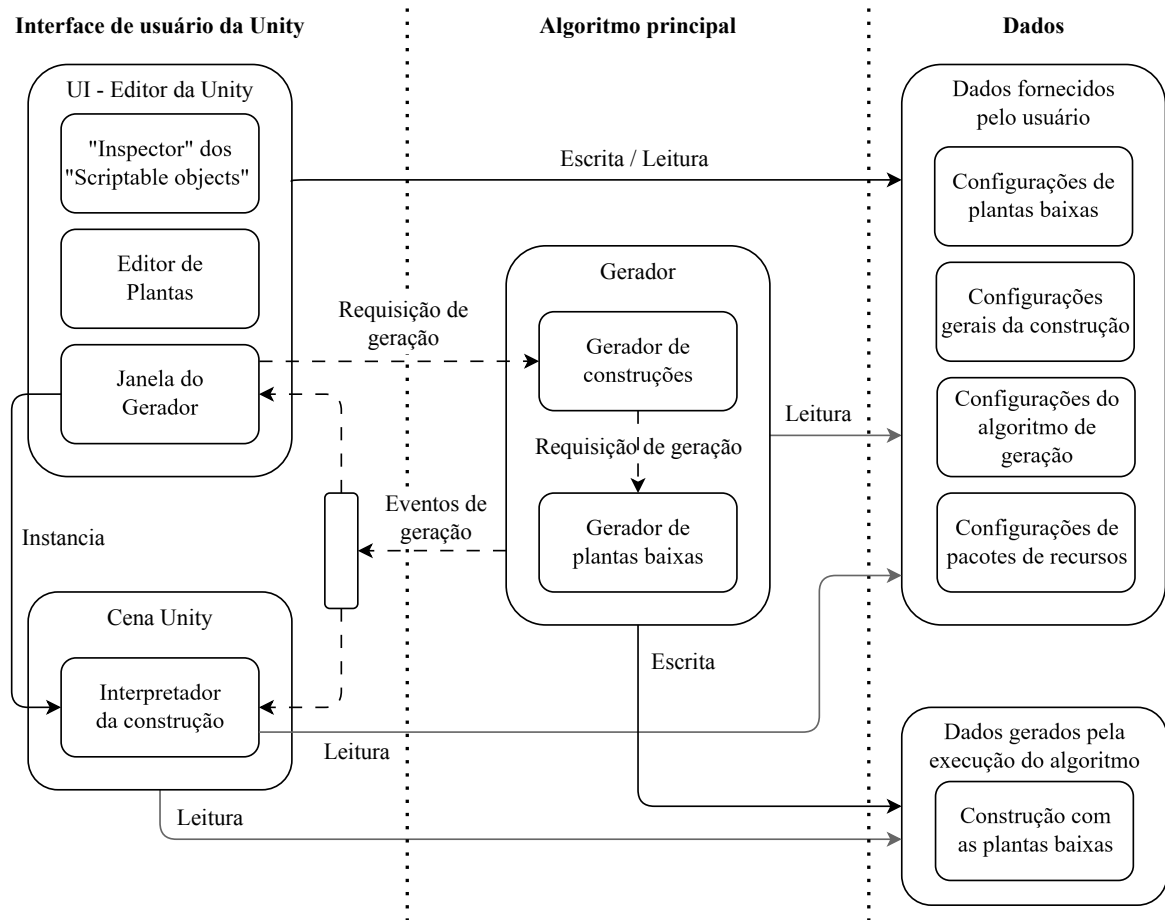 Interface de usuário da Unity
Algoritmo principal
Dados
UI - Editor da Unity
"Inspector" dos
"Scriptable objects"
Editor de
Plantas
Janela do
Gerador
Instancia
Cena Unity
Interpretador
da construção
Escrita / Leitura
Requisição de
geração
Eventos de
geração
Gerador
Gerador de
construções
Requisição de geração
Gerador de
plantas baixas
Leitura
Escrita
Leitura
Leitura
Dados fornecidos
pelo usuário
Configurações de
plantas baixas
Configurações
gerais da construção
Configurações do
algoritmo de
geração
Configurações de
pacotes de recursos
Dados gerados pela
execução do algoritmo
Construção com
as plantas baixas